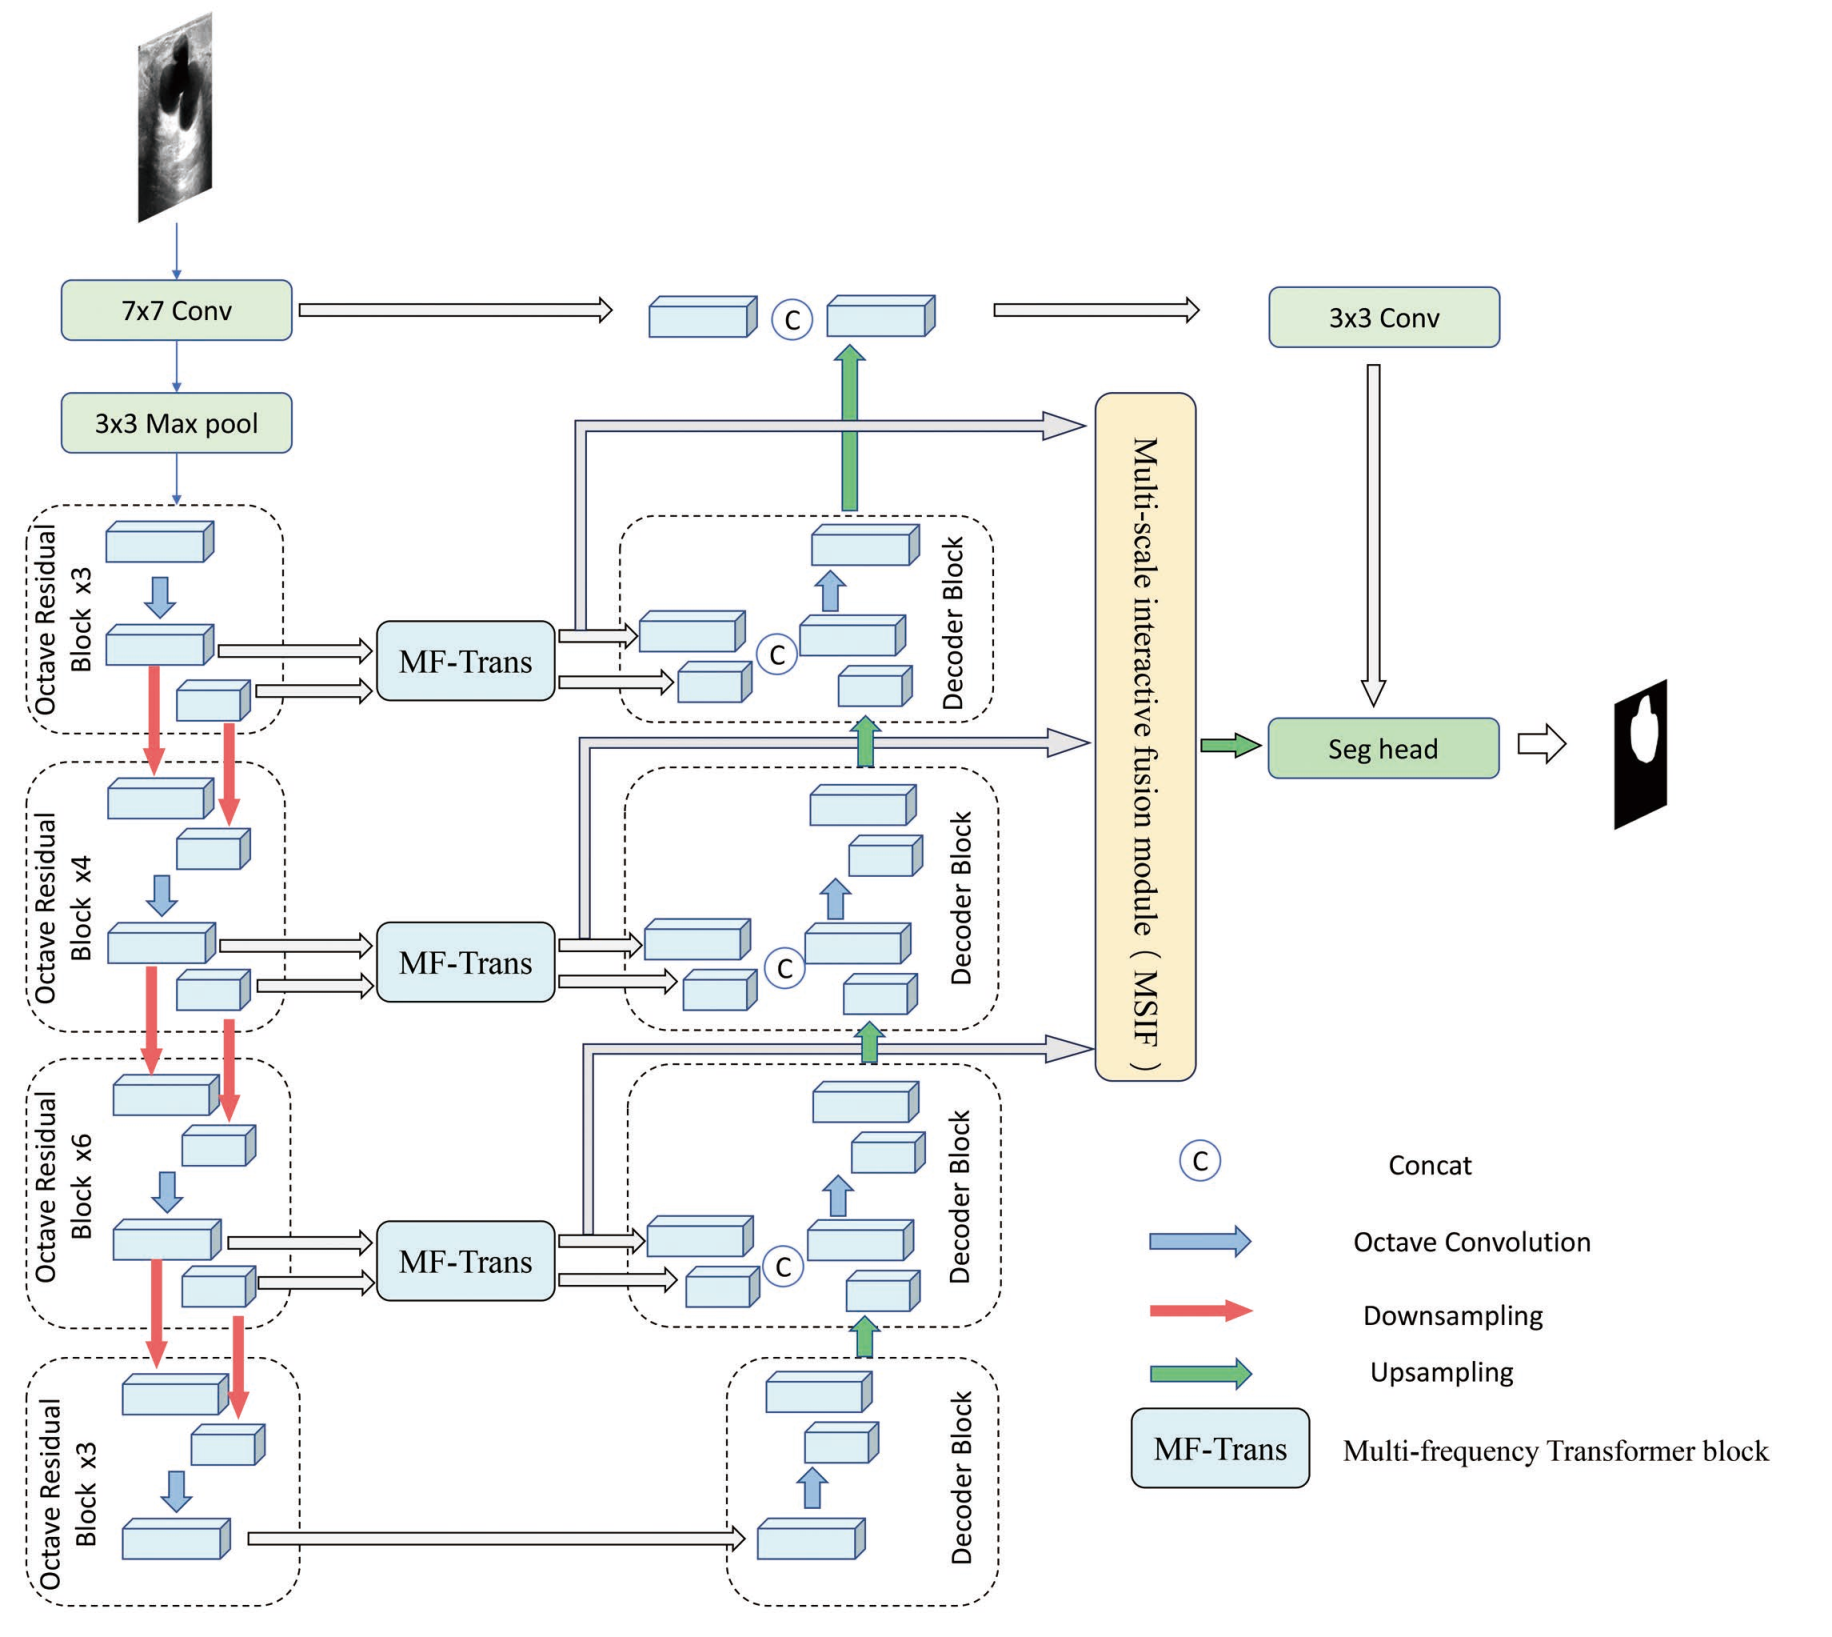 7x7 Conv
C
3x3 Conv
3x3 Max pool
Octave Residual
Block x3
MF-Trans
C
Decoder Block
Multi-scale interactive fusion module ( MSIF )
Seg head
Octave Residual
Block x4
MF-Trans
C
Decoder Block
Octave Residual
Block x6
MF-Trans
C
Decoder Block
Octave Residual
Block x3
Decoder Block
C
Concat
Octave Convolution
Downsampling
Upsampling
MF-Trans
Multi-frequency Transformer block